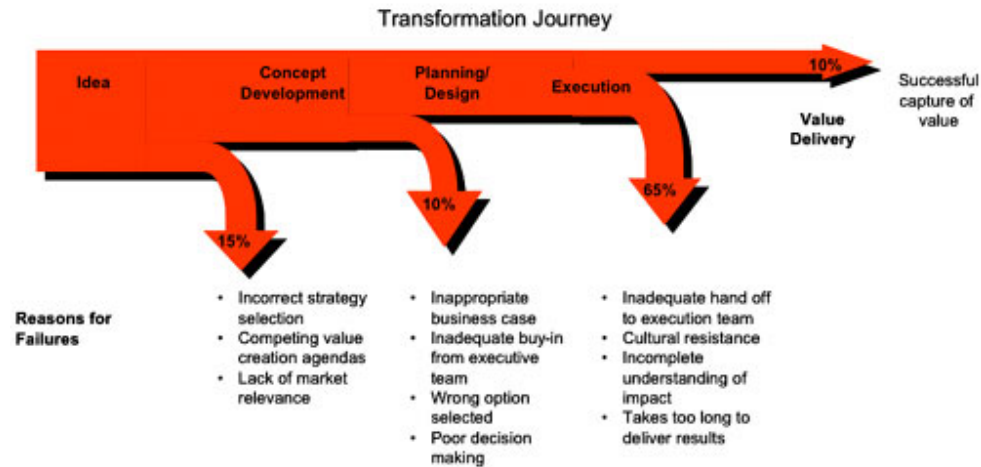 Transformation Journey
Idea
Concept
Development
Planning/
Design
Execution
10%
Successful
capture of
value
Value
Delivery
15%
10%
65%
Reasons for
Failures
• Incorrect strategy
selection
• Competing value
creation agendas
• Lack of market
relevance
• Inappropriate
business case
• Inadequate buy-in
from executive
team
• Wrong option
selected
• Poor decision
making
• Inadequate hand off
to execution team
• Cultural resistance
• Incomplete
understanding of
impact
• Takes too long to
deliver results